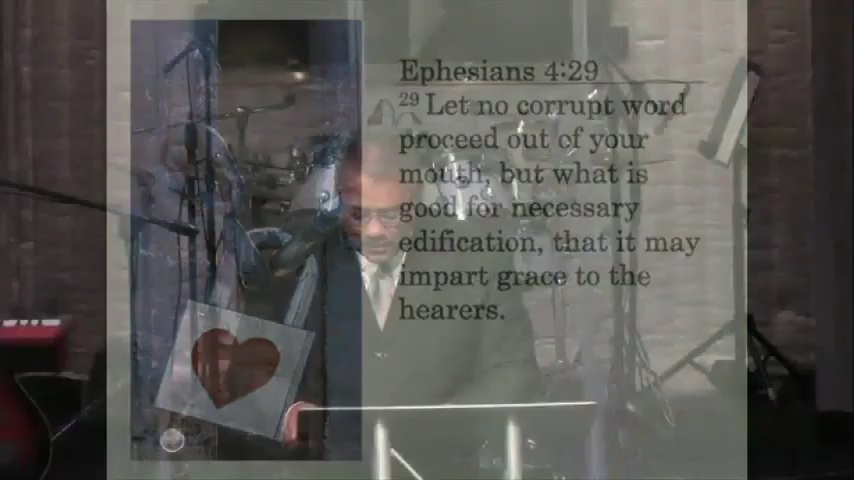 Ephesians 4:29
29 Let no corrupt word
proceed out of your
mouth, but what is
good for necessary
edification, that it may
impart grace to the
hearers.